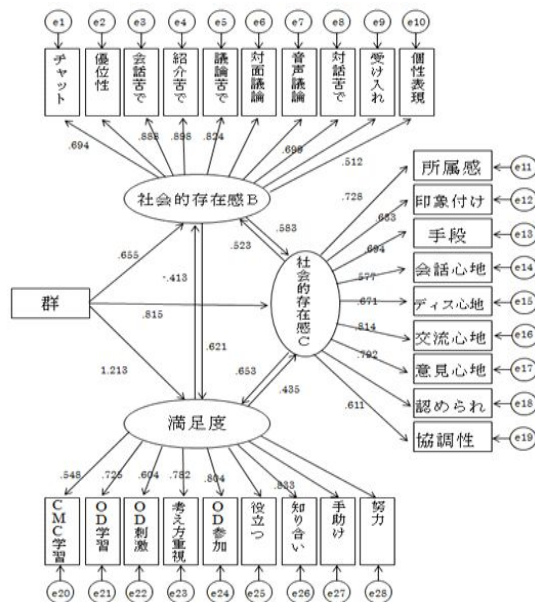 e1 e2 e3 e4 e5 e6 e7 e8 e9 e10
チャット
優位性
会話苦で
紹介苦で
議論苦で
対面議論
音声議論
対話苦で
受け入れ
個性表現
.694
.888
.898
.824
.699
.512
社会的存在感B
.583
.523
.655
-.413
群
.815
1.213
.621
.653
.435
社会的存在感C
.728
.694
.577
.671
.814
.792
.611
所属感 e11
印象付け e12
手段 e13
会話心地 e14
ディス心地 e15
交流心地 e16
意見心地 e17
認められ e18
協調性 e19
満足度
.548
.725
.604
.782
.804
.833
CMC学習
OD学習
OD刺激
考え方重視
OD参加
役立つ
知り合い
手助け
努力
e20 e21 e22 e23 e24 e25 e26 e27 e28